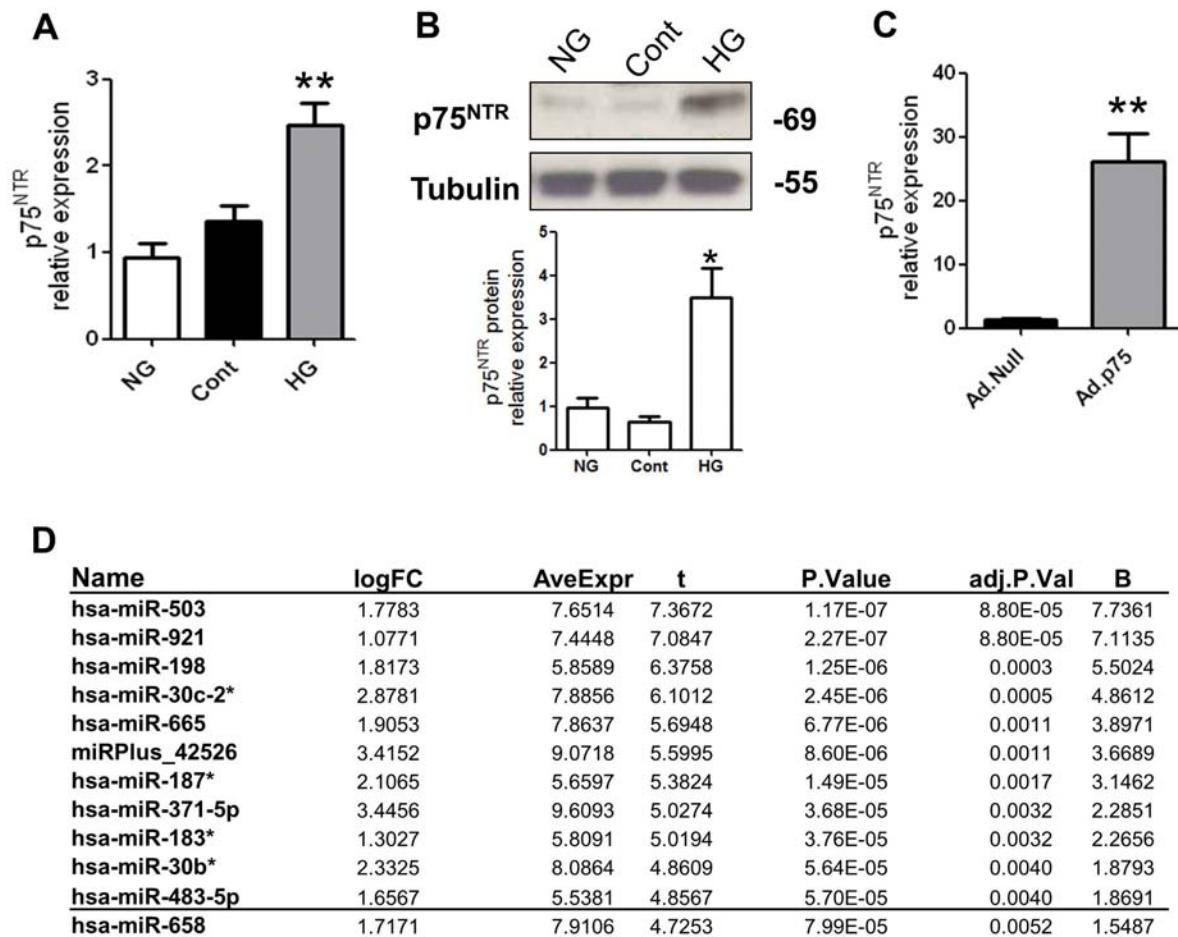 A
p75NTR
relative expression
3
2
1
0
**
NG
Cont
HG
B
NG
Cont
HG
p75NTR
-69
Tubulin
-55
p75NTR protein
relative expression
5
4
3
2
1
0
*
NG
Cont
HG
C
p75NTR
relative expression
40
30
20
10
0
**
Ad.Null
Ad.p75
D
Name logFC AveExpr t P.Value adj.P.Val B
hsa-miR-503 1.7783 7.6514 7.3672 1.17E-07 8.80E-05 7.7361
hsa-miR-921 1.0771 7.4448 7.0847 2.27E-07 8.80E-05 7.1135
hsa-miR-198 1.8173 5.8589 6.3758 1.25E-06 0.0003 5.5024
hsa-miR-30c-2* 2.8781 7.8856 6.1012 2.45E-06 0.0005 4.8612
hsa-miR-665 1.9053 7.8637 5.6948 6.77E-06 0.0011 3.8971
miRPlus_42526 3.4152 9.0718 5.5995 8.60E-06 0.0011 3.6689
hsa-miR-187* 2.1065 5.6597 5.3824 1.49E-05 0.0017 3.1462
hsa-miR-371-5p 3.4456 9.6093 5.0274 3.68E-05 0.0032 2.2851
hsa-miR-183* 1.3027 5.8091 5.0194 3.76E-05 0.0032 2.2656
hsa-miR-30b* 2.3325 8.0864 4.8609 5.64E-05 0.0040 1.8793
hsa-miR-483-5p 1.6567 5.5381 4.8567 5.70E-05 0.0040 1.8691
hsa-miR-658 1.7171 7.9106 4.7253 7.99E-05 0.0052 1.5487